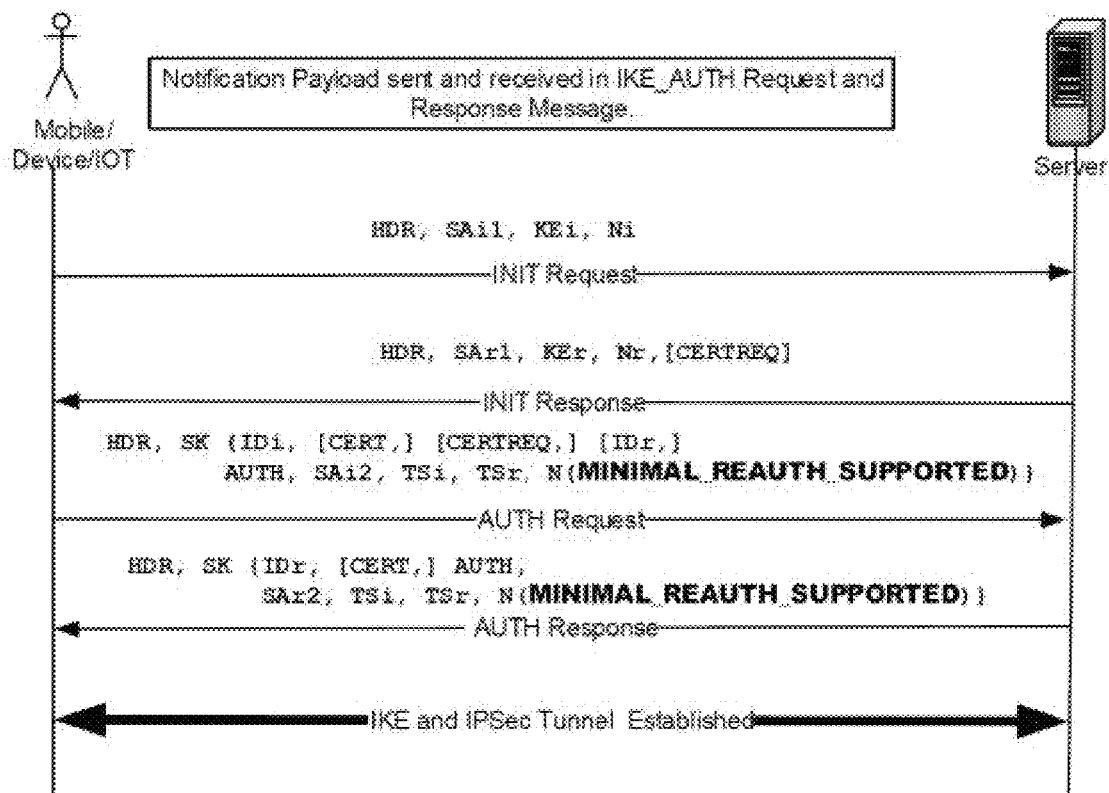 Notification Payload sent and received in IKE_AUTH Request and
Response Message...
Mobile/
Device/IOT
Server
HDR, SAi1, KEi, Ni
INIT Request
HDR, SAr1, KEr, Nr,[CERTREQ]
INIT Response
HDR, SK {IDi, [CERT,] [CERTREQ,] [IDr,]
AUTH, SAi2, TSi, TSr, N(MINIMAL_REAUTH_SUPPORTED)}
AUTH Request
HDR, SK {IDr, [CERT,] AUTH,
SAr2, TSi, TSr, N(MINIMAL_REAUTH_SUPPORTED)}
AUTH Response
IKE and IPSec Tunnel Established